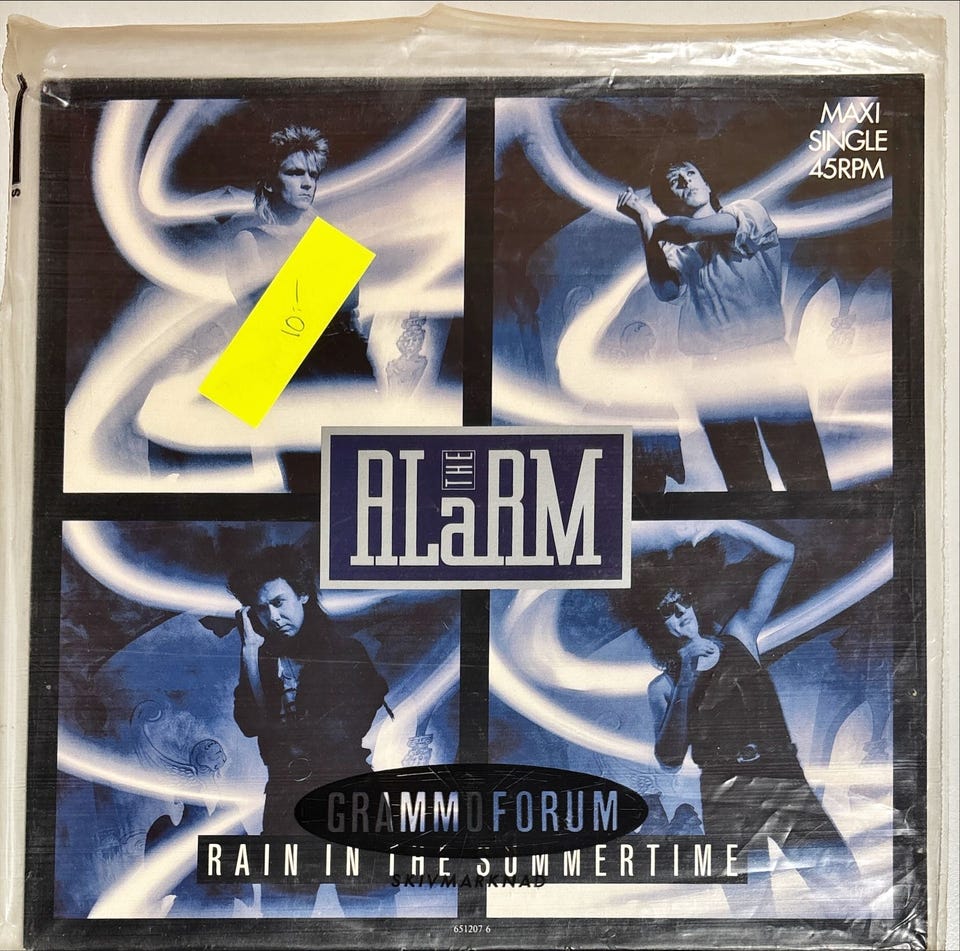 MAXI
SINGLE
45RPM
10:-
THE
ALaRM
GRAMMOFORUM
RAIN IN THE SUMMERTIME
SKIVMARKNAD
651207 6
s